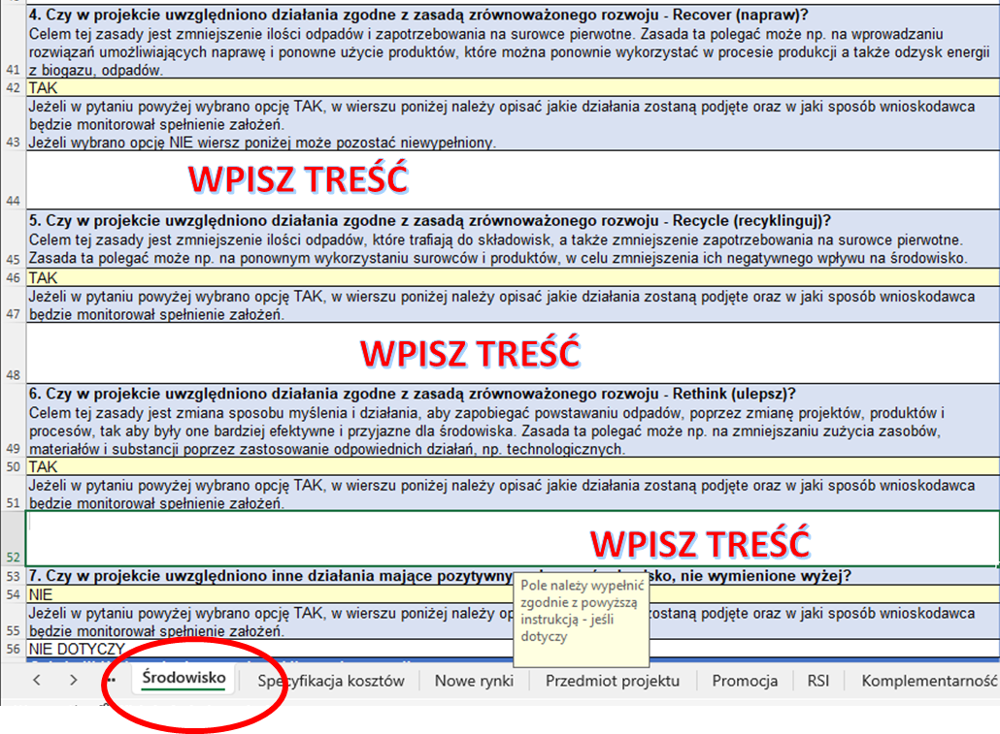 4. Czy w projekcie uwzględniono działania zgodne z zasadą zrównoważonego rozwoju - Recover (napraw)?
Celem tej zasady jest zmniejszenie ilości odpadów i zapotrzebowania na surowce pierwotne. Zasada ta polegać może np. na wprowadzaniu
rozwiązań umożliwiających naprawę i ponowne użycie produktów, które można ponownie wykorzystać w procesie produkcji a także odzysk energii
41 z biogazu, odpadów.
42 TAK
Jeżeli w pytaniu powyżej wybrano opcję TAK, w wierszu poniżej należy opisać jakie działania zostaną podjęte oraz w jaki sposób wnioskodawca
będzie monitorował spełnienie założeń.
43 Jeżeli wybrano opcję NIE wiersz poniżej może pozostać niewypełniony.
WPISZ TREŚĆ
44
5. Czy w projekcie uwzględniono działania zgodne z zasadą zrównoważonego rozwoju - Recycle (recyklinguj)?
Celem tej zasady jest zmniejszenie ilości odpadów, które trafiają do składowisk, a także zmniejszenie zapotrzebowania na surowce pierwotne.
45 Zasada ta polegać może np. na ponownym wykorzystaniu surowców i produktów, w celu zmniejszenia ich negatywnego wpływu na środowisko.
46 TAK
Jeżeli w pytaniu powyżej wybrano opcję TAK, w wierszu poniżej należy opisać jakie działania zostaną podjęte oraz w jaki sposób wnioskodawca
47 będzie monitorował spełnienie założeń.
WPISZ TREŚĆ
48
6. Czy w projekcie uwzględniono działania zgodne z zasadą zrównoważonego rozwoju - Rethink (ulepsz)?
Celem tej zasady jest zmiana sposobu myślenia i działania, aby zapobiegać powstawaniu odpadów, poprzez zmianę projektów, produktów i
procesów, tak aby były one bardziej efektywne i przyjazne dla środowiska. Zasada ta polegać może np. na zmniejszaniu zużycia zasobów,
49 materiałów i substancji poprzez zastosowanie odpowiednich działań, np. technologicznych.
50 TAK
Jeżeli w pytaniu powyżej wybrano opcję TAK, w wierszu poniżej należy opisać jakie działania zostaną podjęte oraz w jaki sposób wnioskodawca
51 będzie monitorował spełnienie założeń.
WPISZ TREŚĆ
52
53 7. Czy w projekcie uwzględniono inne działania mające nie wymienione wyżej?
54 NIE
Jeżeli w pytaniu powyżej wybrano opcję TAK, w wierszu poniżej należy zostaną podjęte oraz w jaki sposób wnioskodawca
55 będzie monitorował spełnienie założeń.
56 NIE DOTYCZY
Pole należy wypełnić
zgodnie z powyższą
instrukcją - jeśli
dotyczy
Środowisko Specyfikacja kosztów Nowe rynki Przedmiot projektu Promocja RSI Komplementarność